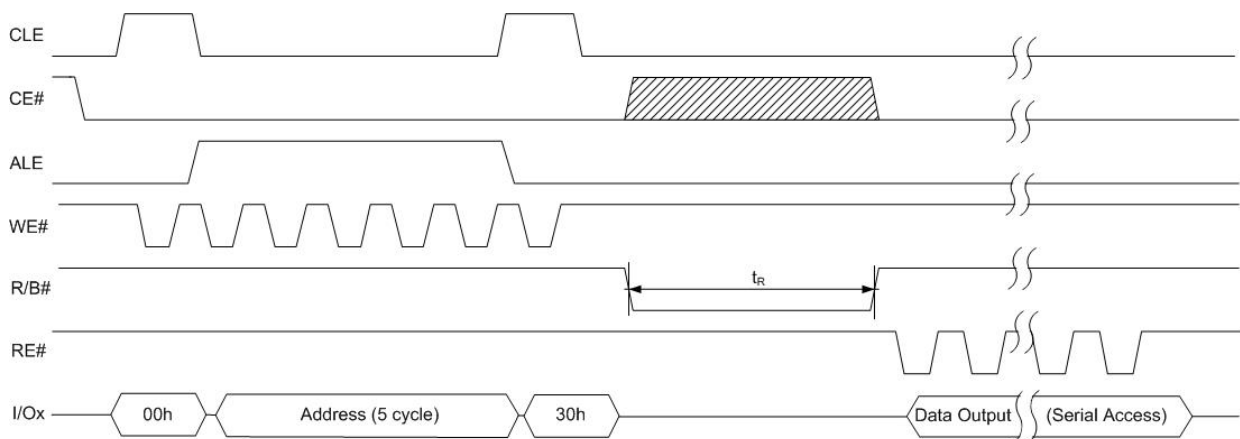 CLE
CE#
ALE
WE#
R/B#
tR
RE#
I/Ox 00h Address (5 cycle) 30h Data Output (Serial Access)